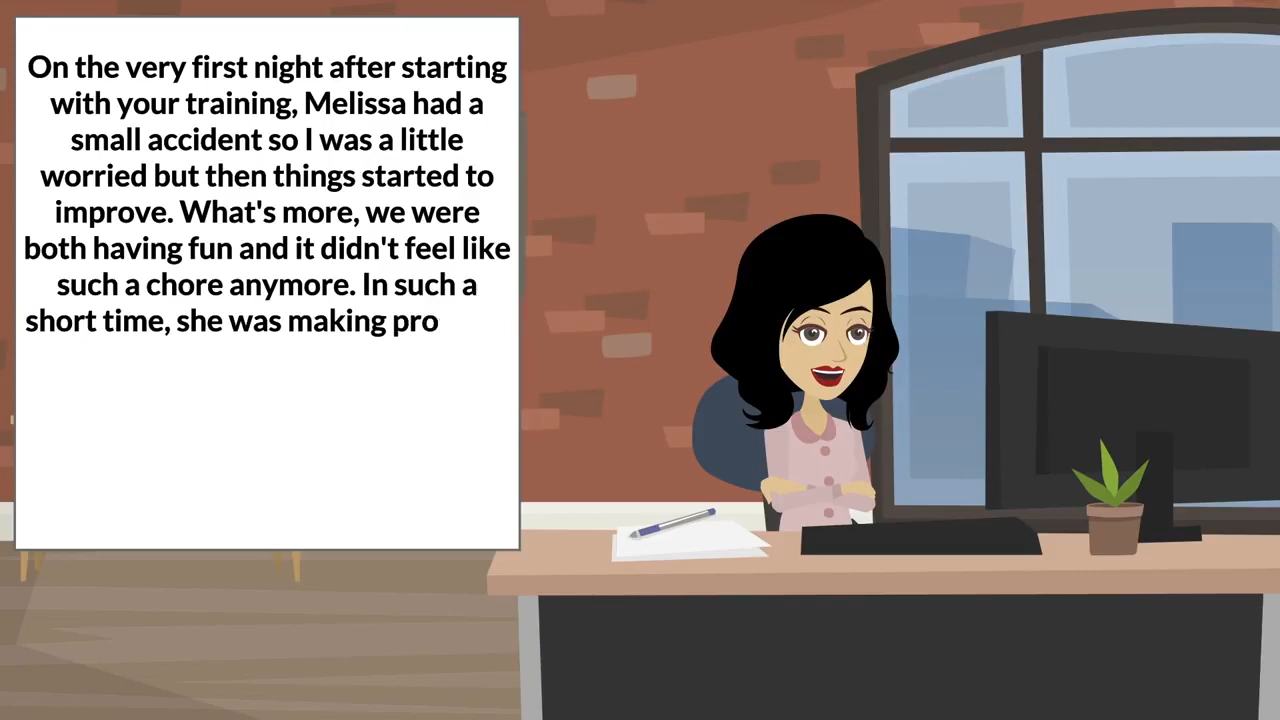 On the very first night after starting
with your training, Melissa had a
small accident so I was a little
worried but then things started to
improve. What's more, we were
both having fun and it didn't feel like
such a chore anymore. In such a
short time, she was making pro